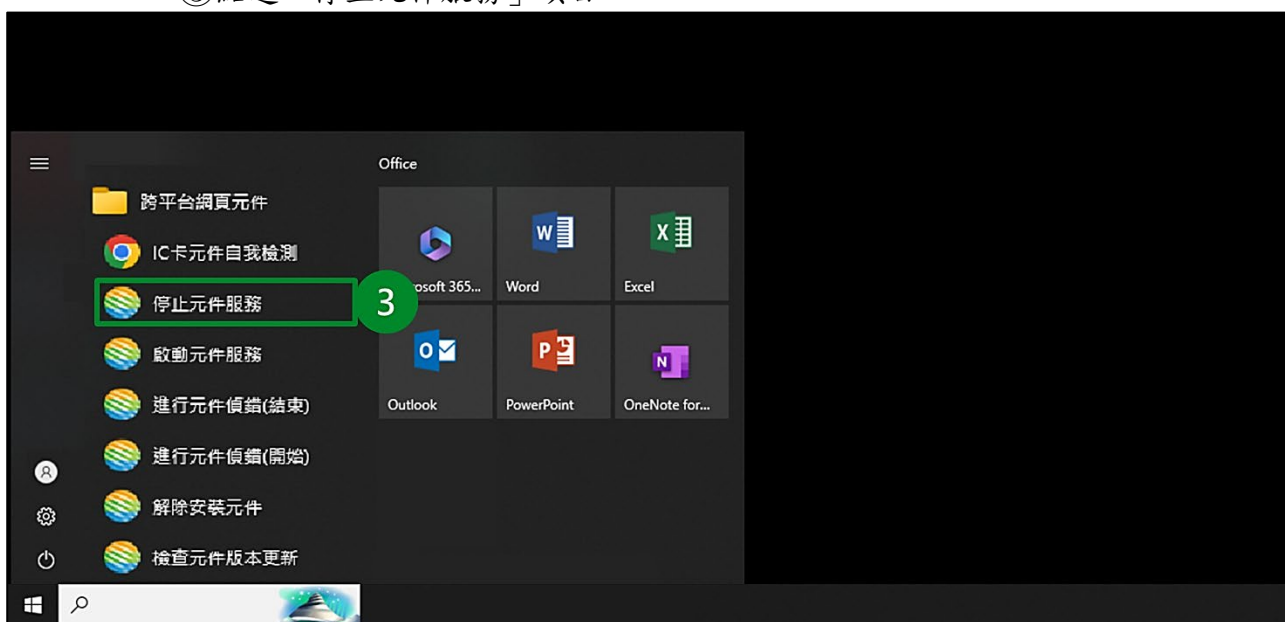 Office
跨平台網頁元件
IC卡元件自我檢測
停止元件服務
3
啟動元件服務
進行元件偵錯(結束)
進行元件偵錯(開始)
解除安裝元件
檢查元件版本更新
osoft 365...
Word
Excel
Outlook
PowerPoint
OneNote for...